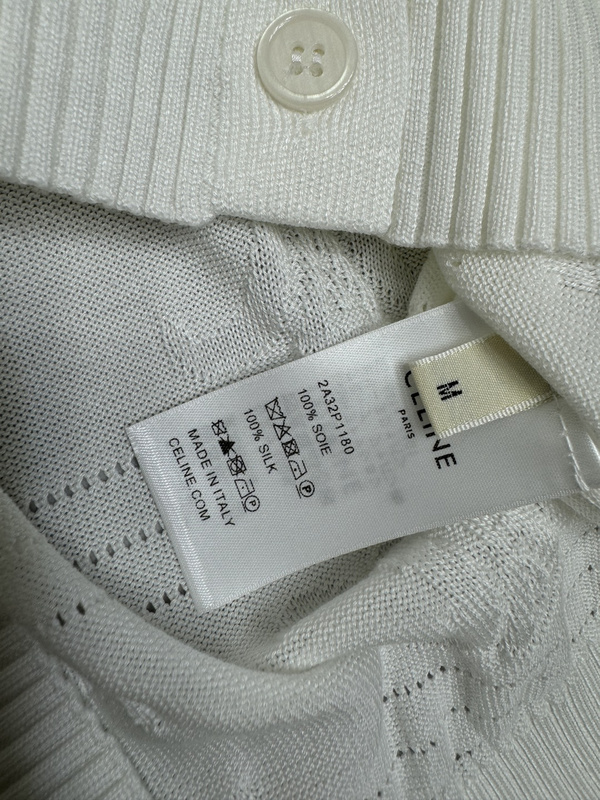 M
CELINE
PARIS
2A32P1180
100% SOIE
P
100% SILK
P
MADE IN ITALY
CELINE.COM